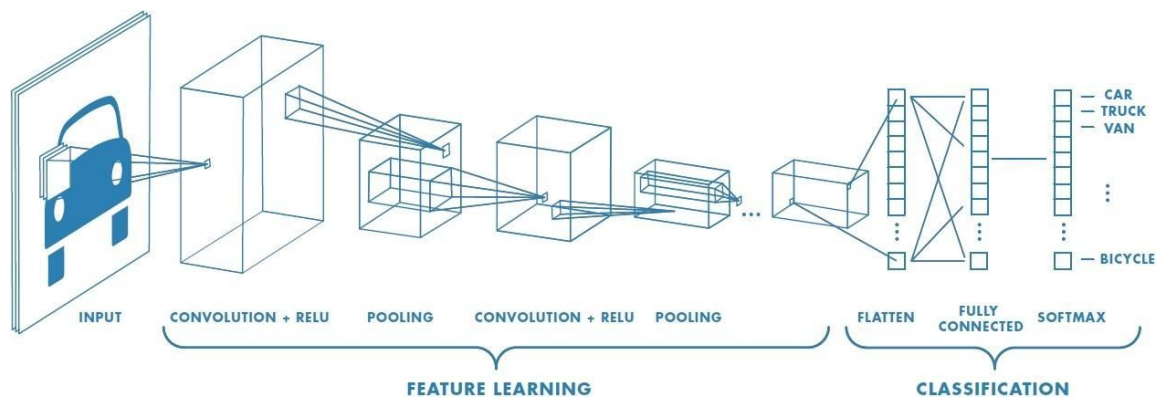 CAR
TRUCK
VAN
BICYCLE
INPUT
CONVOLUTION + RELU
POOLING
CONVOLUTION + RELU
POOLING
FLATTEN
FULLY
CONNECTED
SOFTMAX
FEATURE LEARNING
CLASSIFICATION